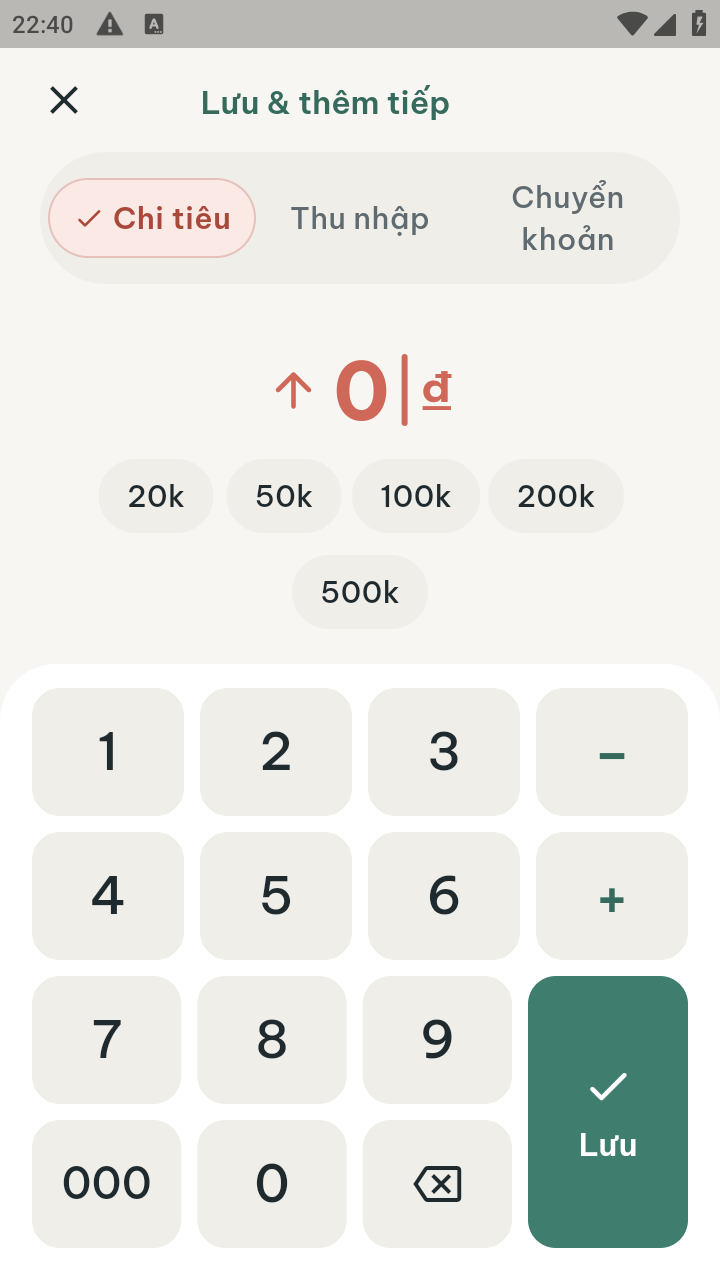 22:40
Lưu & thêm tiếp
Chi tiêu
Thu nhập
Chuyển
khoản
0 đ
20k
50k
100k
200k
500k
1
2
3
–
4
5
6
+
7
8
9
Lưu
000
0